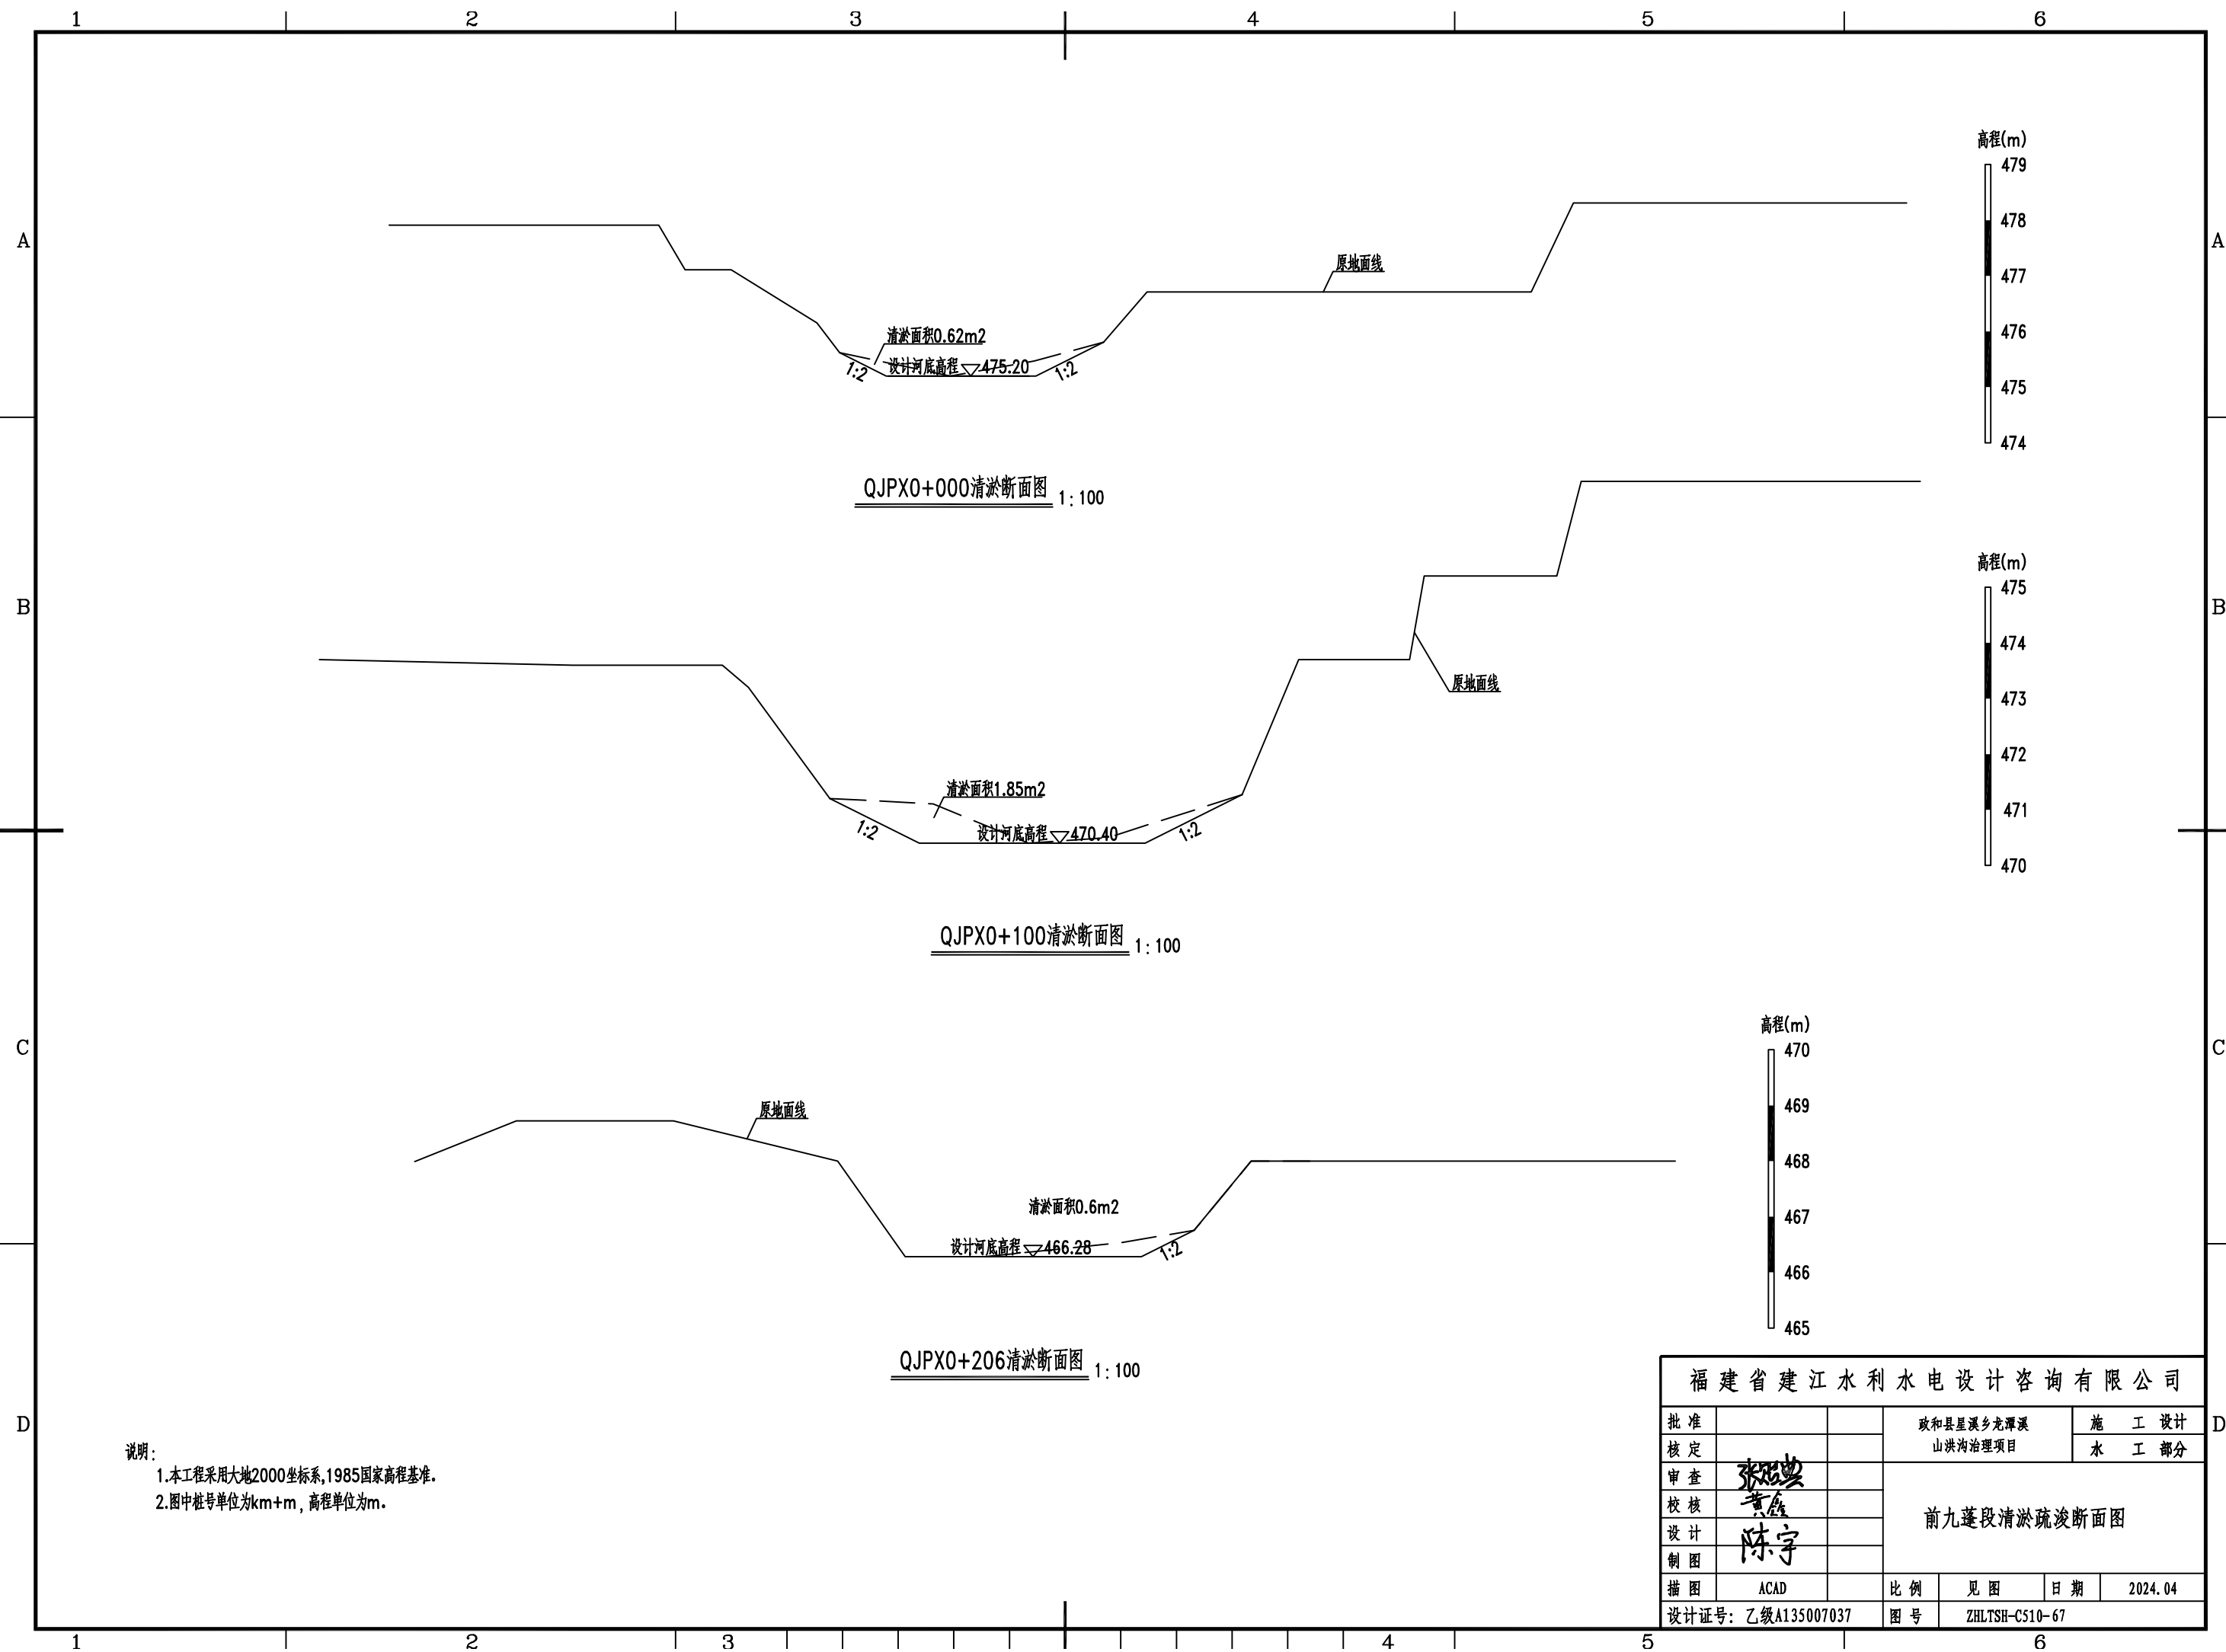 1 2 3 4 5 6
高程(m)
479
A A
478
原地面线
477
清淤面积0.62m2
476
设计河底高程 475.20
1:2 1:2
475
474
QJPX0+000清淤断面图 1:100
高程(m)
475
B B
474
原地面线
473
472
清淤面积1.85m2
471
设计河底高程 470.40
1:2 1:2
470
QJPX0+100清淤断面图 1:100
高程(m)
C C
470
原地面线
469
468
清淤面积0.6m2
467
设计河底高程 466.28
1:2
466
465
QJPX0+206清淤断面图 1:100
福建省建江水利水电设计咨询有限公司
D D
说明:
1.本工程采用大地2000坐标系,1985国家高程基准。
2.图中桩号单位为km+m,高程单位为m。
批准
政和县星溪乡龙潭溪
山洪沟治理项目
施工 设计
核定
水工 部分
审查
校核 黄鑫
前九蓬段清淤疏浚断面图
设计 陈宇
制图
描图 ACAD 比例 见图 日期 2024.04
设计证号: 乙级A135007037 图号 ZHLTSH-C510-67
1 2 3 4 5 6